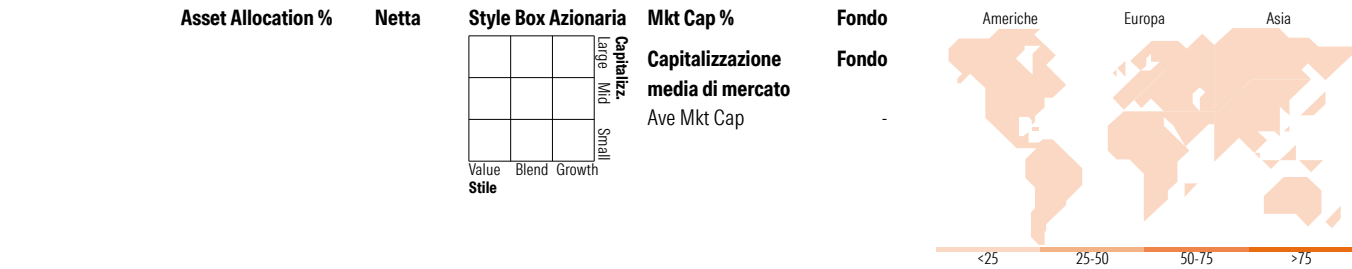 Asset Allocation % Netta
Style Box Azionaria
Large Mid Small
Capitalizz.
Value Blend Growth
Stile
Mkt Cap % Fondo
Capitalizzazione Fondo
media di mercato
Ave Mkt Cap -
Americhe Europa Asia
<25 25-50 50-75 >75